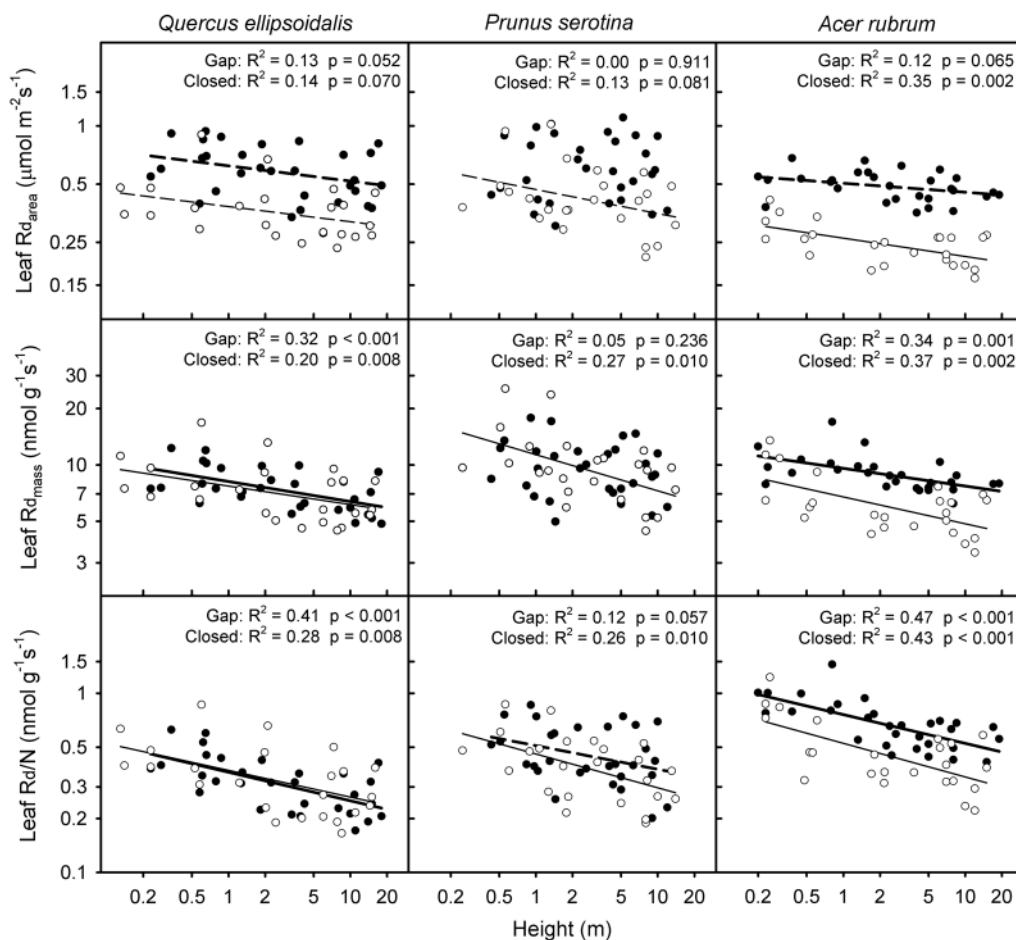 Quercus ellipsoidalis Prunus serotina Acer rubrum
Gap: R² = 0.13 p = 0.052
Closed: R² = 0.14 p = 0.070
Gap: R² = 0.00 p = 0.911
Closed: R² = 0.13 p = 0.081
Gap: R² = 0.12 p = 0.065
Closed: R² = 0.35 p = 0.002
Leaf Rd_area (μmol m⁻²s⁻¹)
1.5
1
0.5
0.25
0.15
Gap: R² = 0.32 p < 0.001
Closed: R² = 0.20 p = 0.008
Gap: R² = 0.05 p = 0.236
Closed: R² = 0.27 p = 0.010
Gap: R² = 0.34 p = 0.001
Closed: R² = 0.37 p = 0.002
Leaf Rd_mass (nmol g⁻¹s⁻¹)
30
20
10
7
5
3
Gap: R² = 0.41 p < 0.001
Closed: R² = 0.28 p = 0.008
Gap: R² = 0.12 p = 0.057
Closed: R² = 0.26 p = 0.010
Gap: R² = 0.47 p < 0.001
Closed: R² = 0.43 p < 0.001
Leaf Rd/N (nmol g⁻¹s⁻¹)
1.5
1
0.5
0.3
0.2
0.1
0.2 0.5 1 2 5 10 20 0.2 0.5 1 2 5 10 20 0.2 0.5 1 2 5 10 20
Height (m)